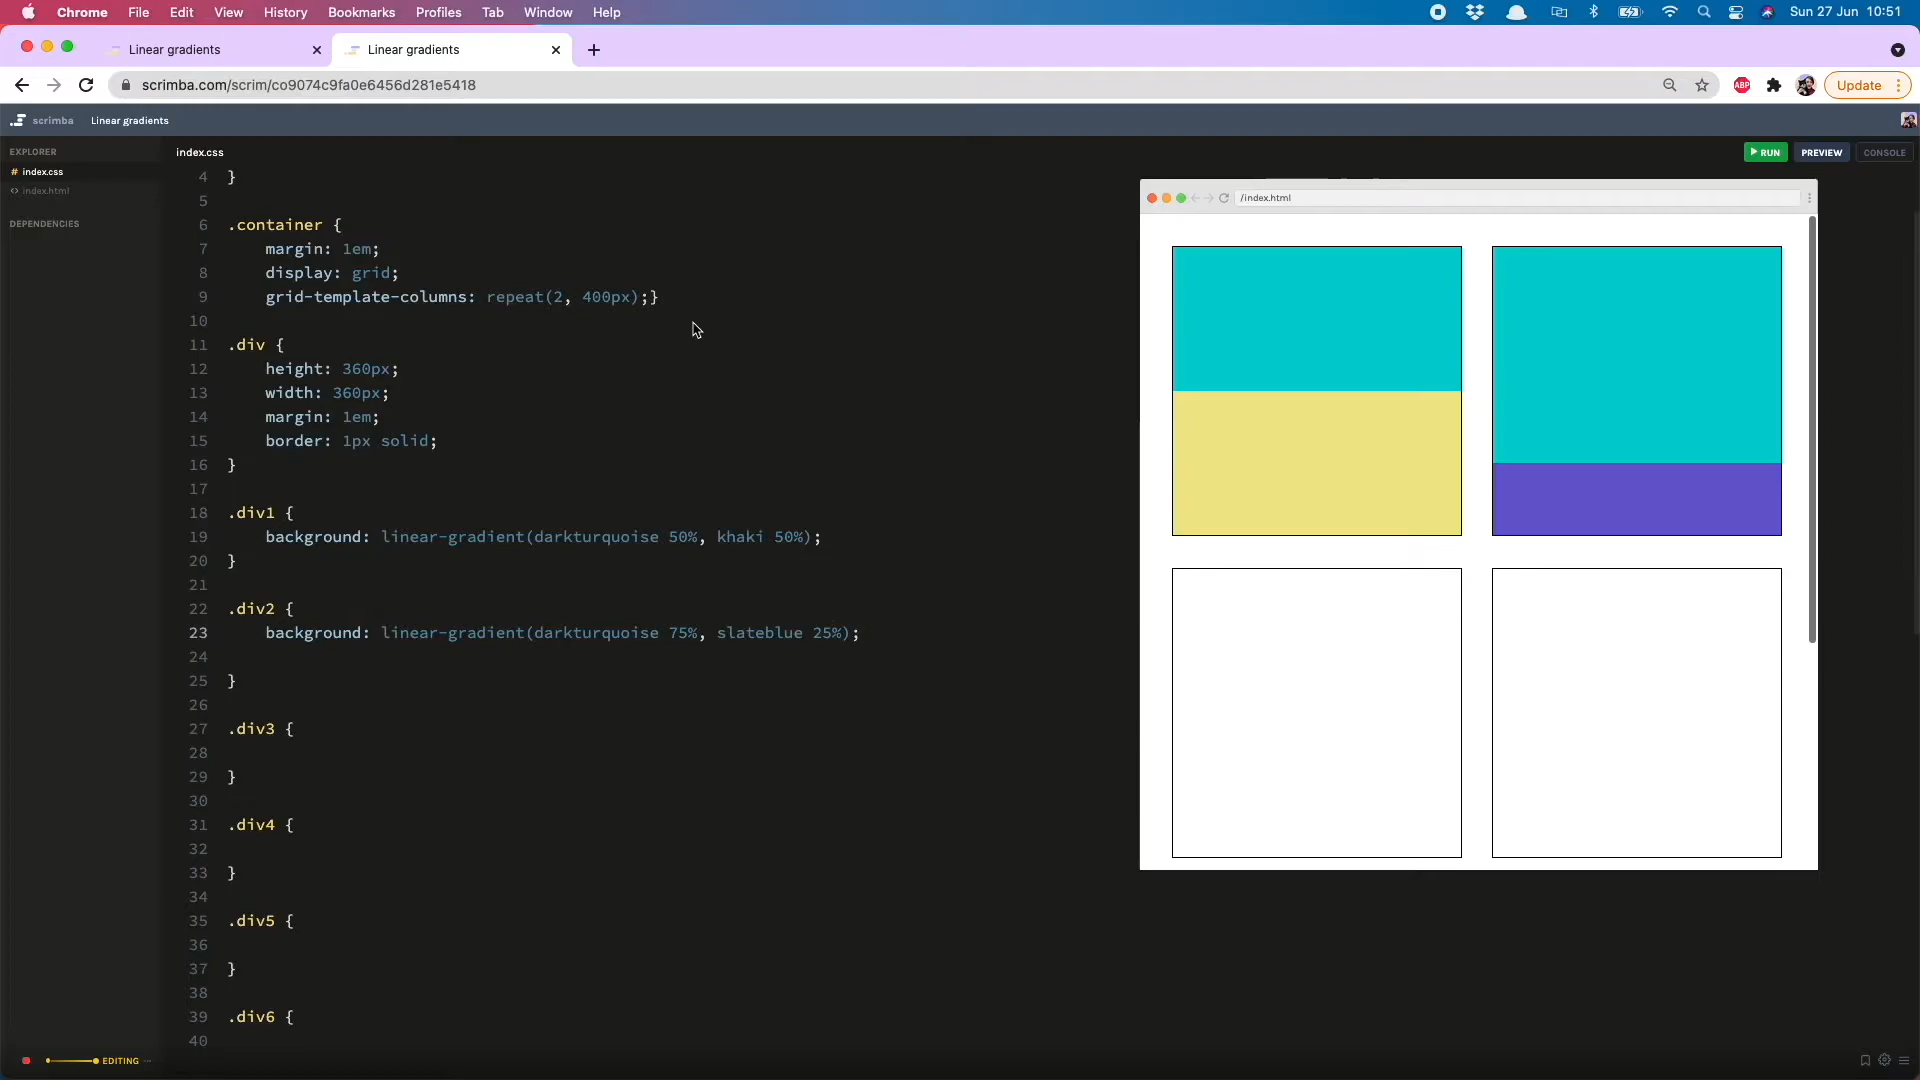 Chrome File Edit View History Bookmarks Profiles Tab Window Help Sun 27 Jun 10:51
Linear gradients Linear gradients
scrimba.com/scrim/co9074c9fa0e6456d281e5418 ABP Update
scrimba Linear gradients
EXPLORER index.css RUN PREVIEW CONSOLE
# index.css
<> index.html
DEPENDENCIES
/index.html
4 }
5
6 .container {
7 margin: 1em;
8 display: grid;
9 grid-template-columns: repeat(2, 400px);}
10
11 .div {
12 height: 360px;
13 width: 360px;
14 margin: 1em;
15 border: 1px solid;
16 }
17
18 .div1 {
19 background: linear-gradient(darkturquoise 50%, khaki 50%);
20 }
21
22 .div2 {
23 background: linear-gradient(darkturquoise 75%, slateblue 25%);
24
25 }
26
27 .div3 {
28
29 }
30
31 .div4 {
32
33 }
34
35 .div5 {
36
37 }
38
39 .div6 {
40
EDITING ...